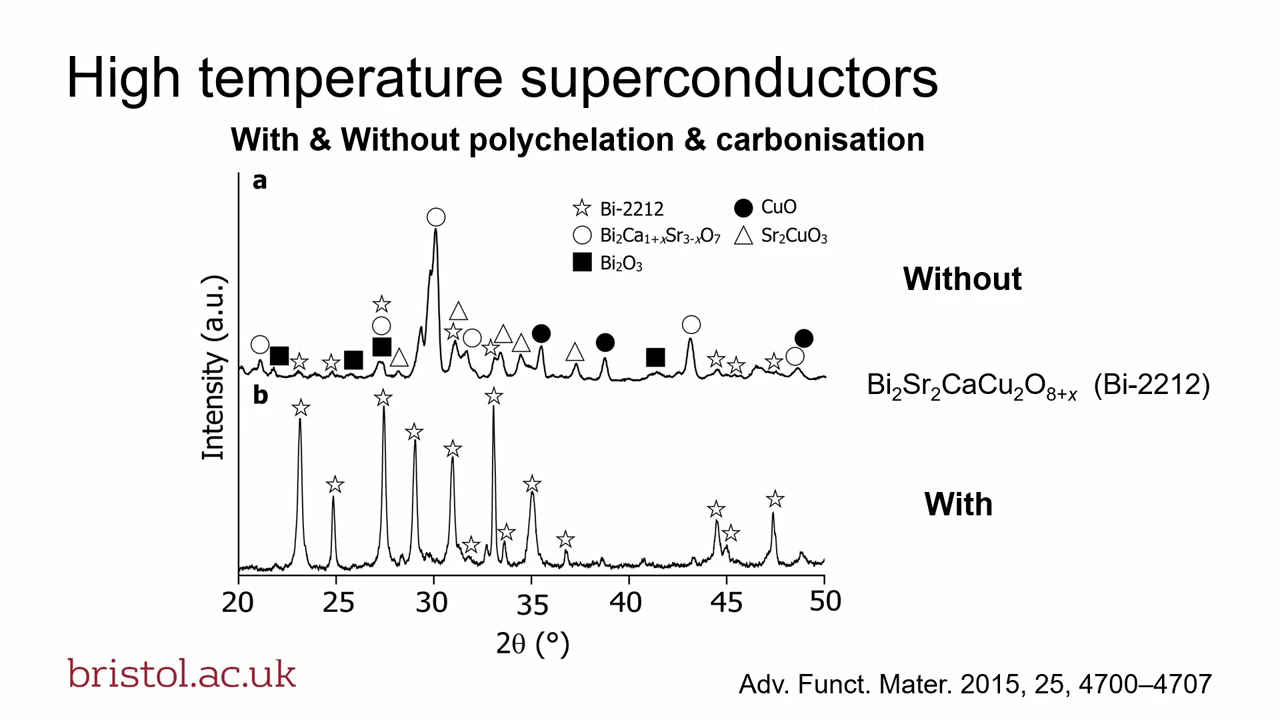 High temperature superconductors
With & Without polychelation & carbonisation
a
☆ Bi-2212
● CuO
○ Bi₂Ca₁₊ₓSr₃₋ₓO₇
△ Sr₂CuO₃
■ Bi₂O₃
Without
Bi₂Sr₂CaCu₂O₈₊ₓ (Bi-2212)
b
With
Intensity (a.u.)
20 25 30 35 40 45 50
2θ (°)
bristol.ac.uk
Adv. Funct. Mater. 2015, 25, 4700–4707